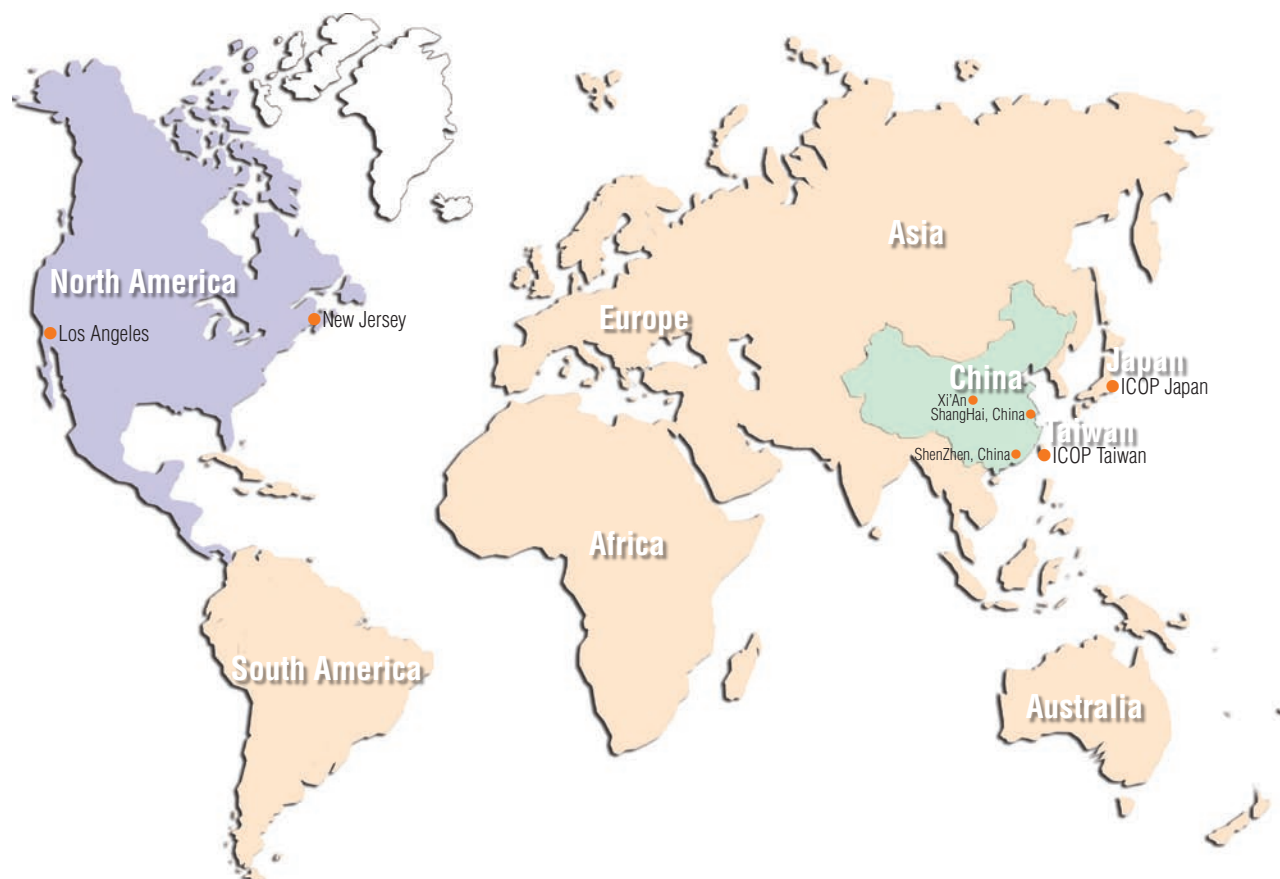 Asia
North America
New Jersey
Los Angeles
Europe
Japan
ICOP Japan
China
Xi'An
ShangHai, China
Taiwan
ICOP Taiwan
ShenZhen, China
Africa
South America
Australia